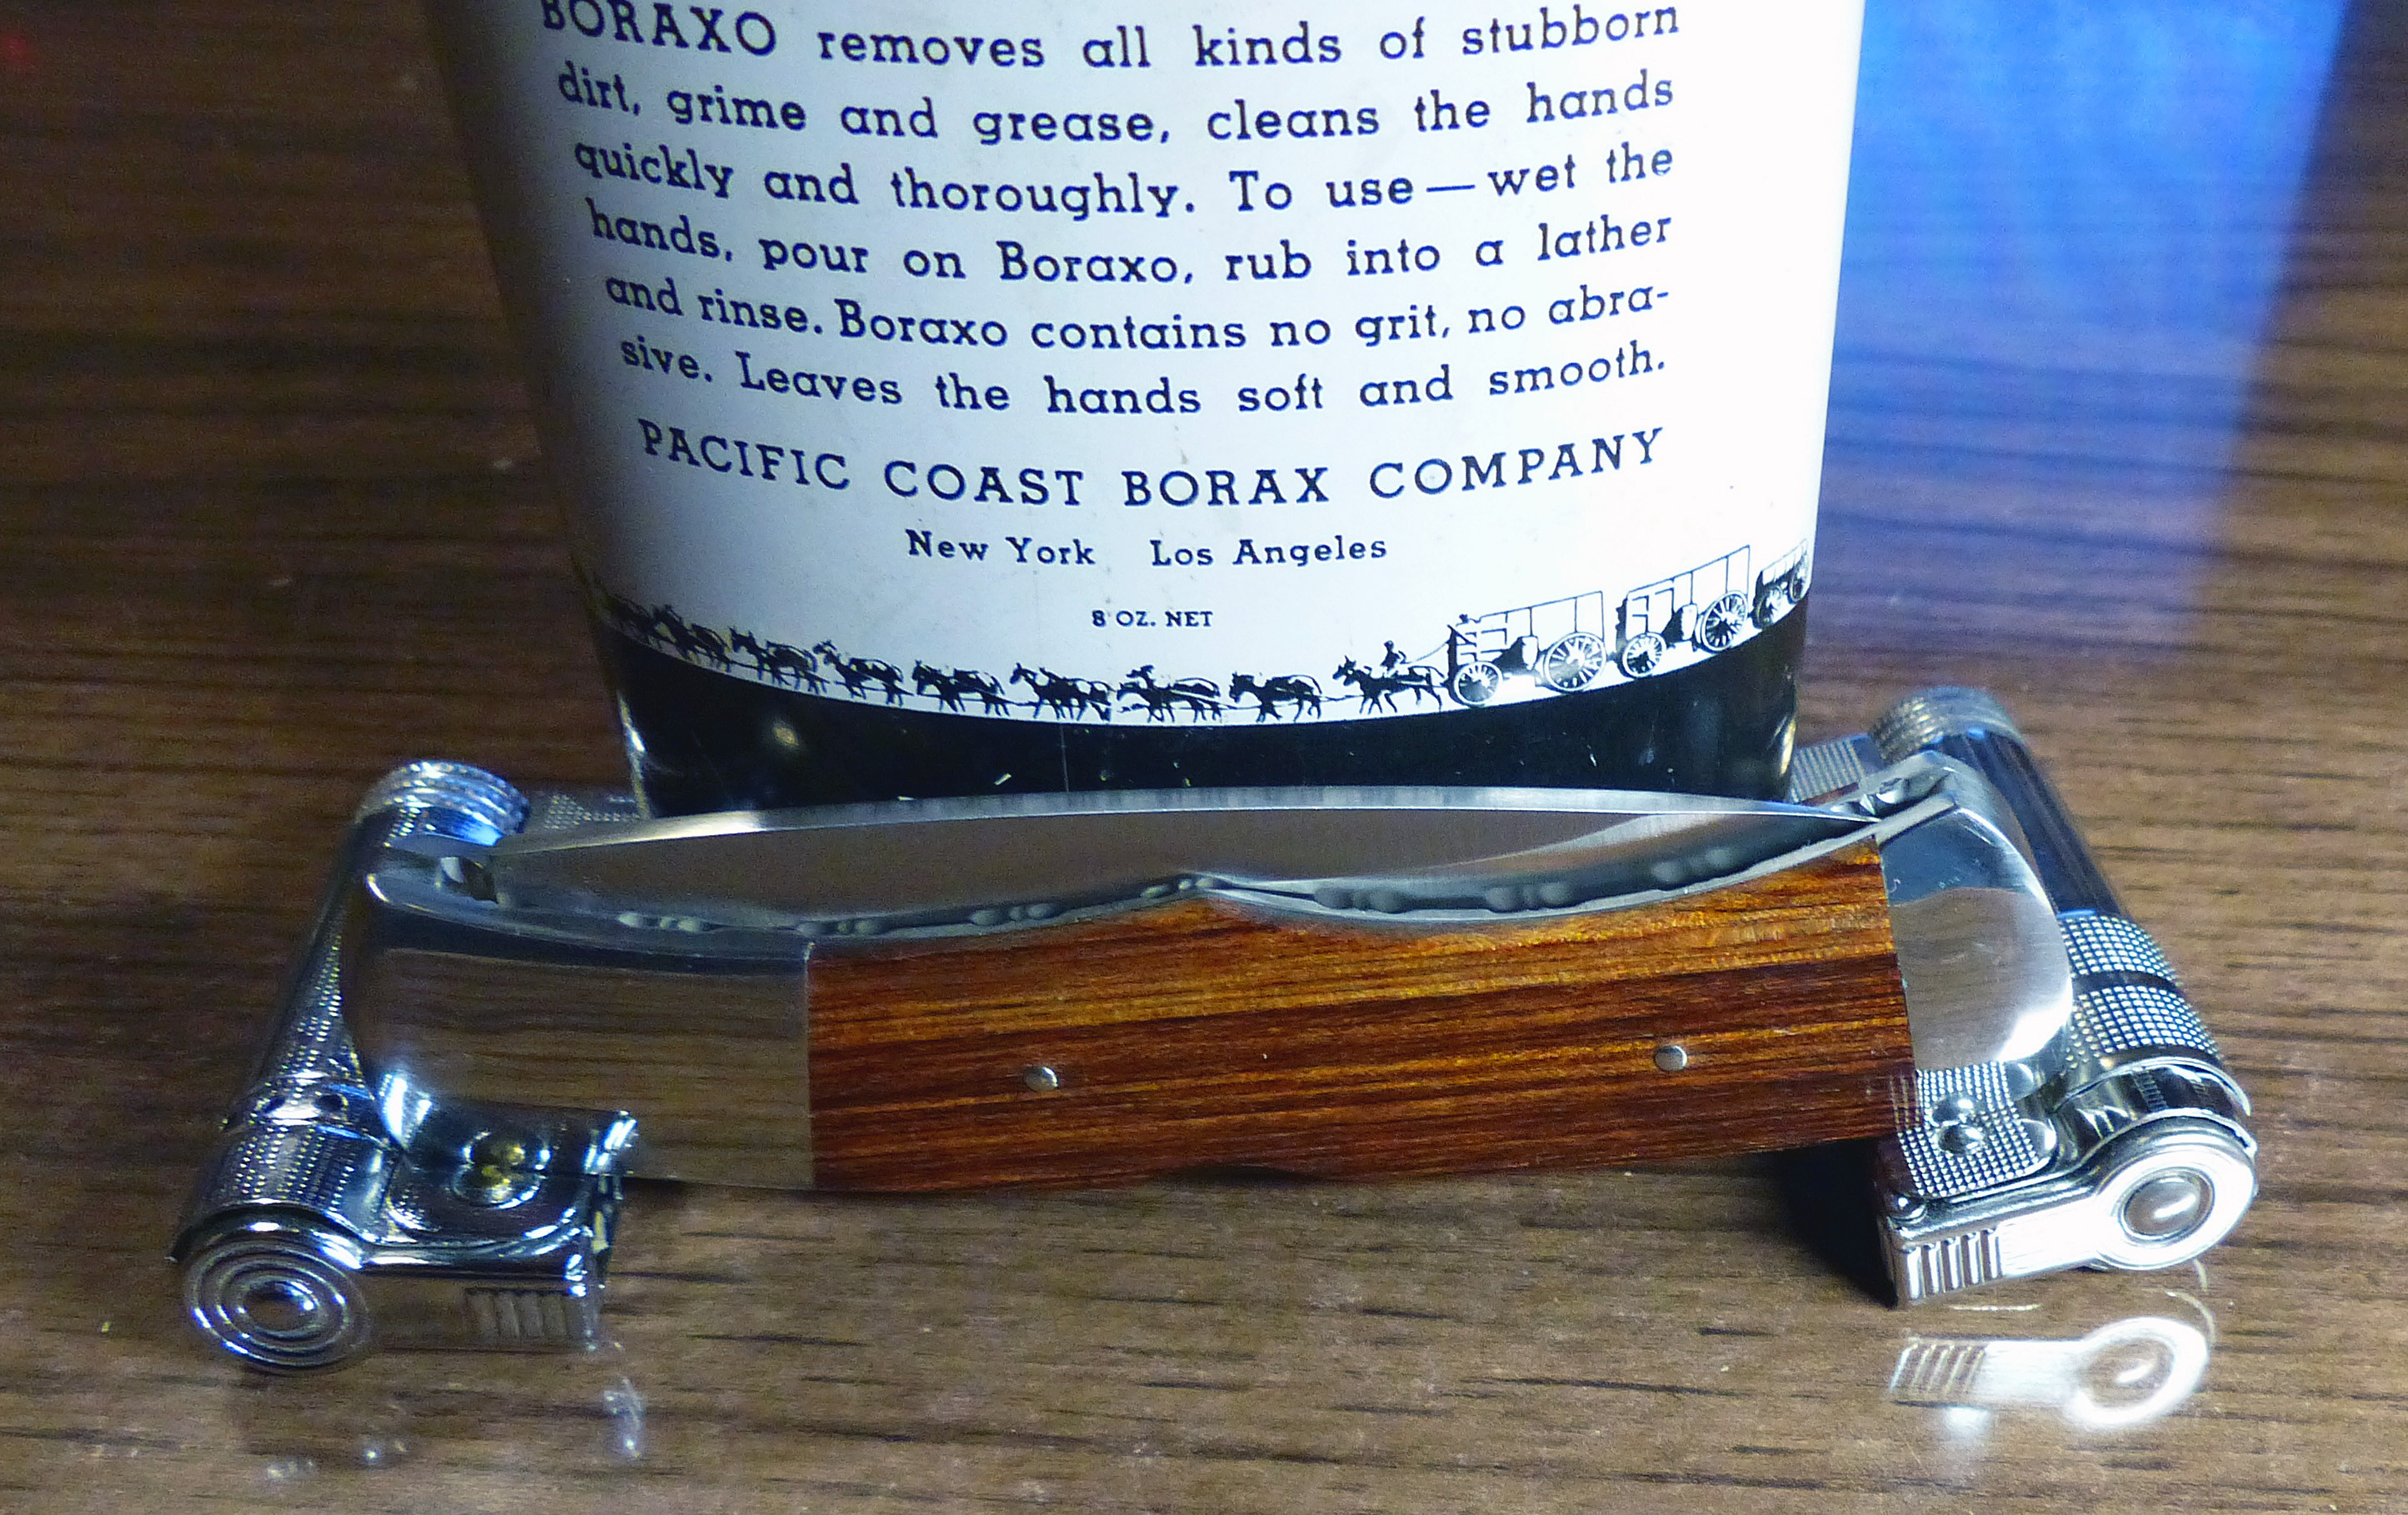 BORAXO removes all kinds of stubborn
dirt, grime and grease, cleans the hands
quickly and thoroughly. To use — wet the
hands, pour on Boraxo, rub into a lather
and rinse. Boraxo contains no grit, no abra-
sive. Leaves the hands soft and smooth.
PACIFIC COAST BORAX COMPANY
New York Los Angeles
8 OZ. NET